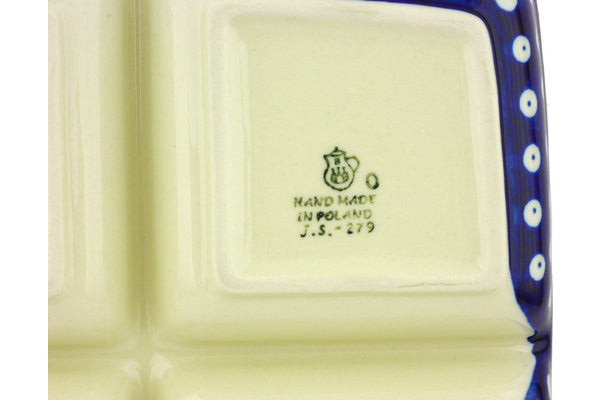 B
O
HAND MADE
IN POLAND
J.S.-279